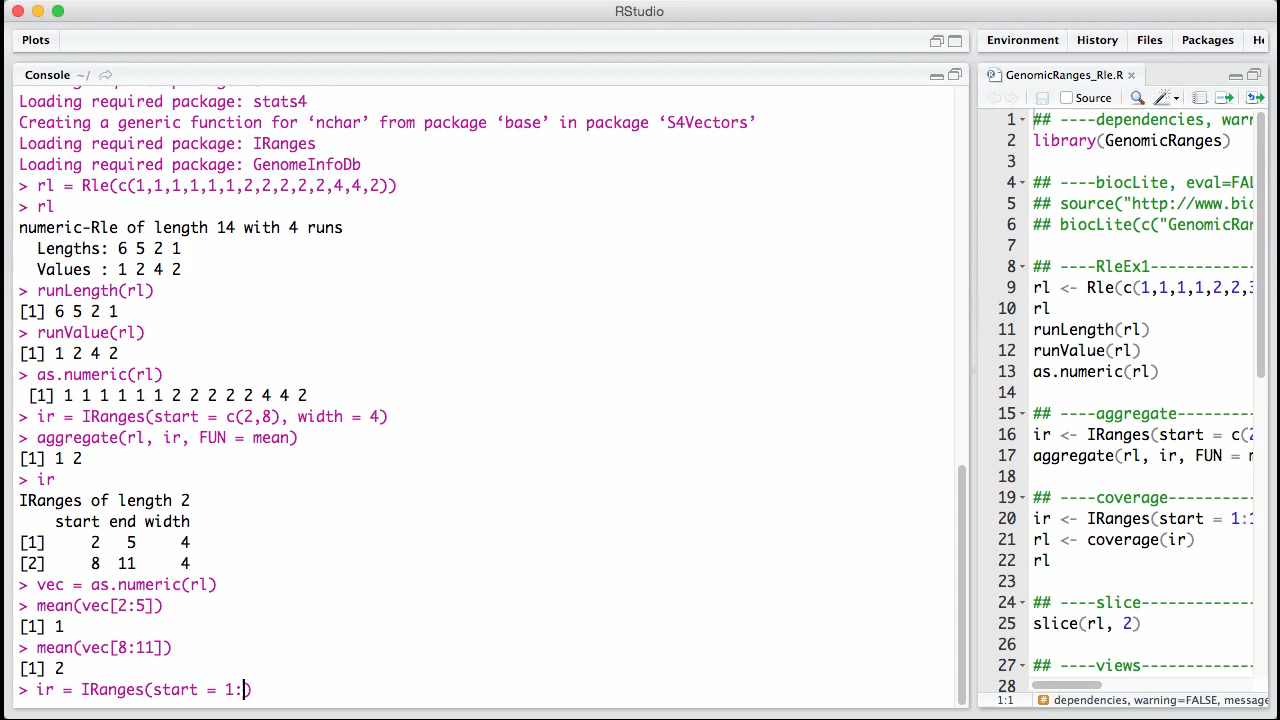 RStudio
Plots
Console ~/
Loading required package: stats4
Creating a generic function for ‘nchar’ from package ‘base’ in package ‘S4Vectors’
Loading required package: IRanges
Loading required package: GenomeInfoDb
> rl = Rle(c(1,1,1,1,1,1,2,2,2,2,2,4,4,2))
> rl
numeric-Rle of length 14 with 4 runs
Lengths: 6 5 2 1
Values : 1 2 4 2
> runLength(rl)
[1] 6 5 2 1
> runValue(rl)
[1] 1 2 4 2
> as.numeric(rl)
[1] 1 1 1 1 1 1 2 2 2 2 2 4 4 2
> ir = IRanges(start = c(2,8), width = 4)
> aggregate(rl, ir, FUN = mean)
[1] 1 2
> ir
IRanges of length 2
start end width
[1] 2 5 4
[2] 8 11 4
> vec = as.numeric(rl)
> mean(vec[2:5])
[1] 1
> mean(vec[8:11])
[1] 2
> ir = IRanges(start = 1:)
Environment History Files Packages He
GenomicRanges_Rle.R
Source
1 ## ----dependencies, warn
2 library(GenomicRanges)
3
4 ## ----biocLite, eval=FAL
5 ## source("http://www.bio
6 ## biocLite(c("GenomicRan
7
8 ## ----RleEx1------------
9 rl <- Rle(c(1,1,1,1,2,2,3
10 rl
11 runLength(rl)
12 runValue(rl)
13 as.numeric(rl)
14
15 ## ----aggregate---------
16 ir <- IRanges(start = c(2
17 aggregate(rl, ir, FUN = m
18
19 ## ----coverage----------
20 ir <- IRanges(start = 1:1
21 rl <- coverage(ir)
22 rl
23
24 ## ----slice-------------
25 slice(rl, 2)
26
27 ## ----views-------------
28
1:1 # dependencies, warning=FALSE, message